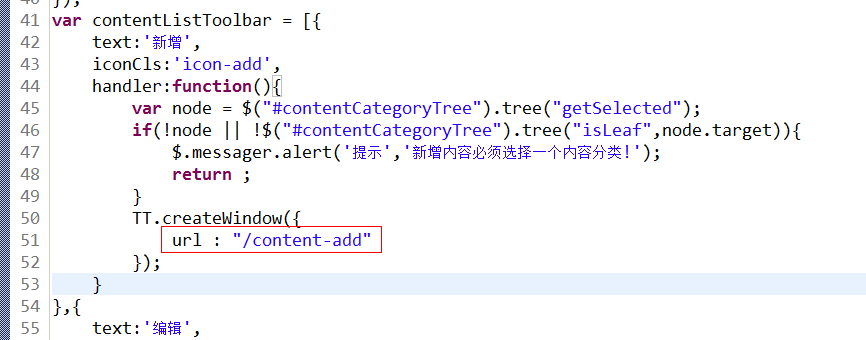 40 });
41 var contentListToolbar = [{
42     text:'新增',
43     iconCls:'icon-add',
44     handler:function(){
45         var node = $("#contentCategoryTree").tree("getSelected");
46         if(!node || !$("#contentCategoryTree").tree("isLeaf",node.target)){
47             $.messager.alert('提示','新增内容必须选择一个内容分类!');
48             return ;
49         }
50         TT.createWindow({
51             url : "/content-add"
52         });
53     }
54 },{
55     text:'编辑',